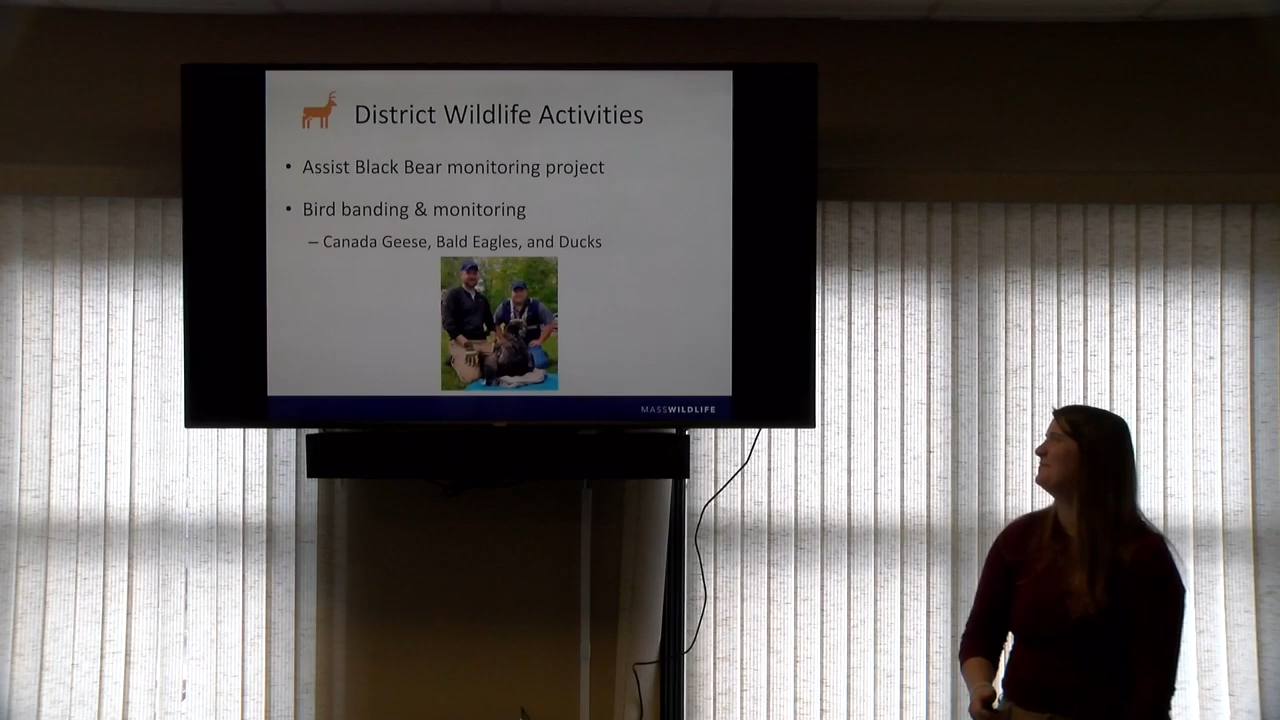 District Wildlife Activities
• Assist Black Bear monitoring project
• Bird banding & monitoring
– Canada Geese, Bald Eagles, and Ducks
MASSWILDLIFE